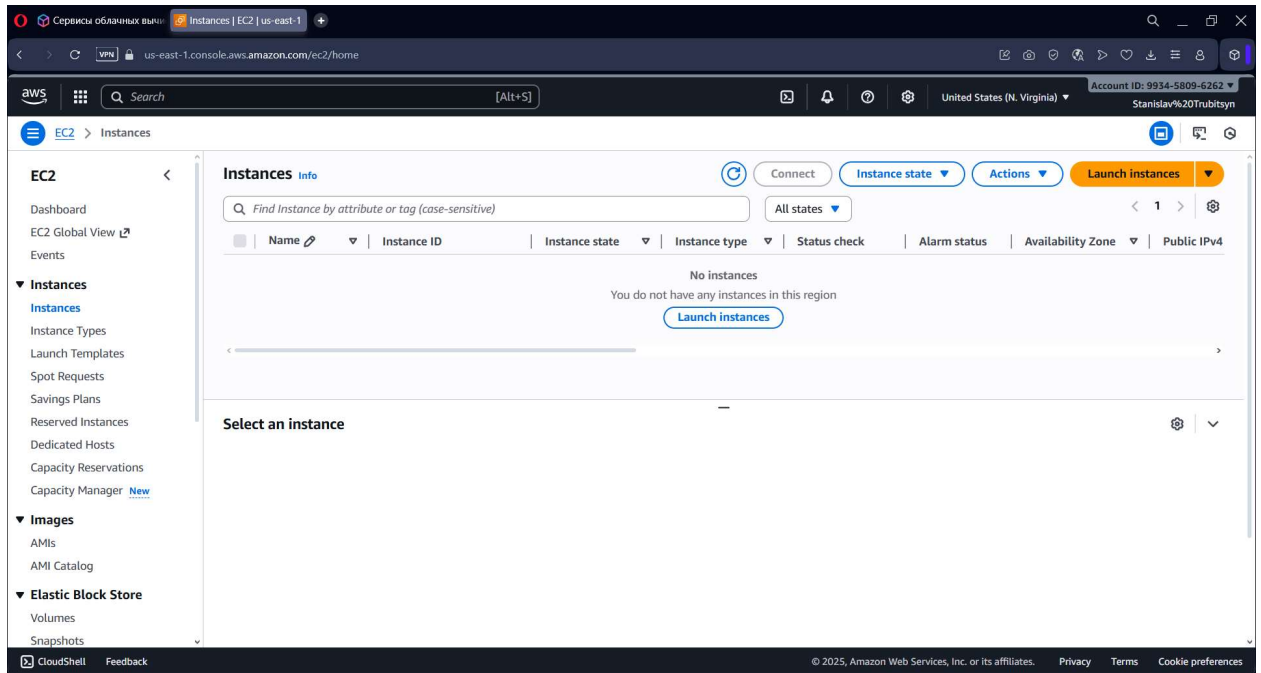 Сервисы облачных вычи Instances | EC2 | us-east-1
VPN us-east-1.console.aws.amazon.com/ec2/home
aws Search [Alt+S] United States (N. Virginia) Account ID: 9934-5809-6262
Stanislav%20Trubitsyn
EC2 > Instances
EC2
Dashboard
EC2 Global View
Events
Instances
Instances
Instance Types
Launch Templates
Spot Requests
Savings Plans
Reserved Instances
Dedicated Hosts
Capacity Reservations
Capacity Manager New
Images
AMIs
AMI Catalog
Elastic Block Store
Volumes
Snapshots
Instances Info Connect Instance state Actions Launch instances
Find Instance by attribute or tag (case-sensitive) All states 1
Name Instance ID Instance state Instance type Status check Alarm status Availability Zone Public IPv4
No instances
You do not have any instances in this region
Launch instances
Select an instance
CloudShell Feedback © 2025, Amazon Web Services, Inc. or its affiliates. Privacy Terms Cookie preferences